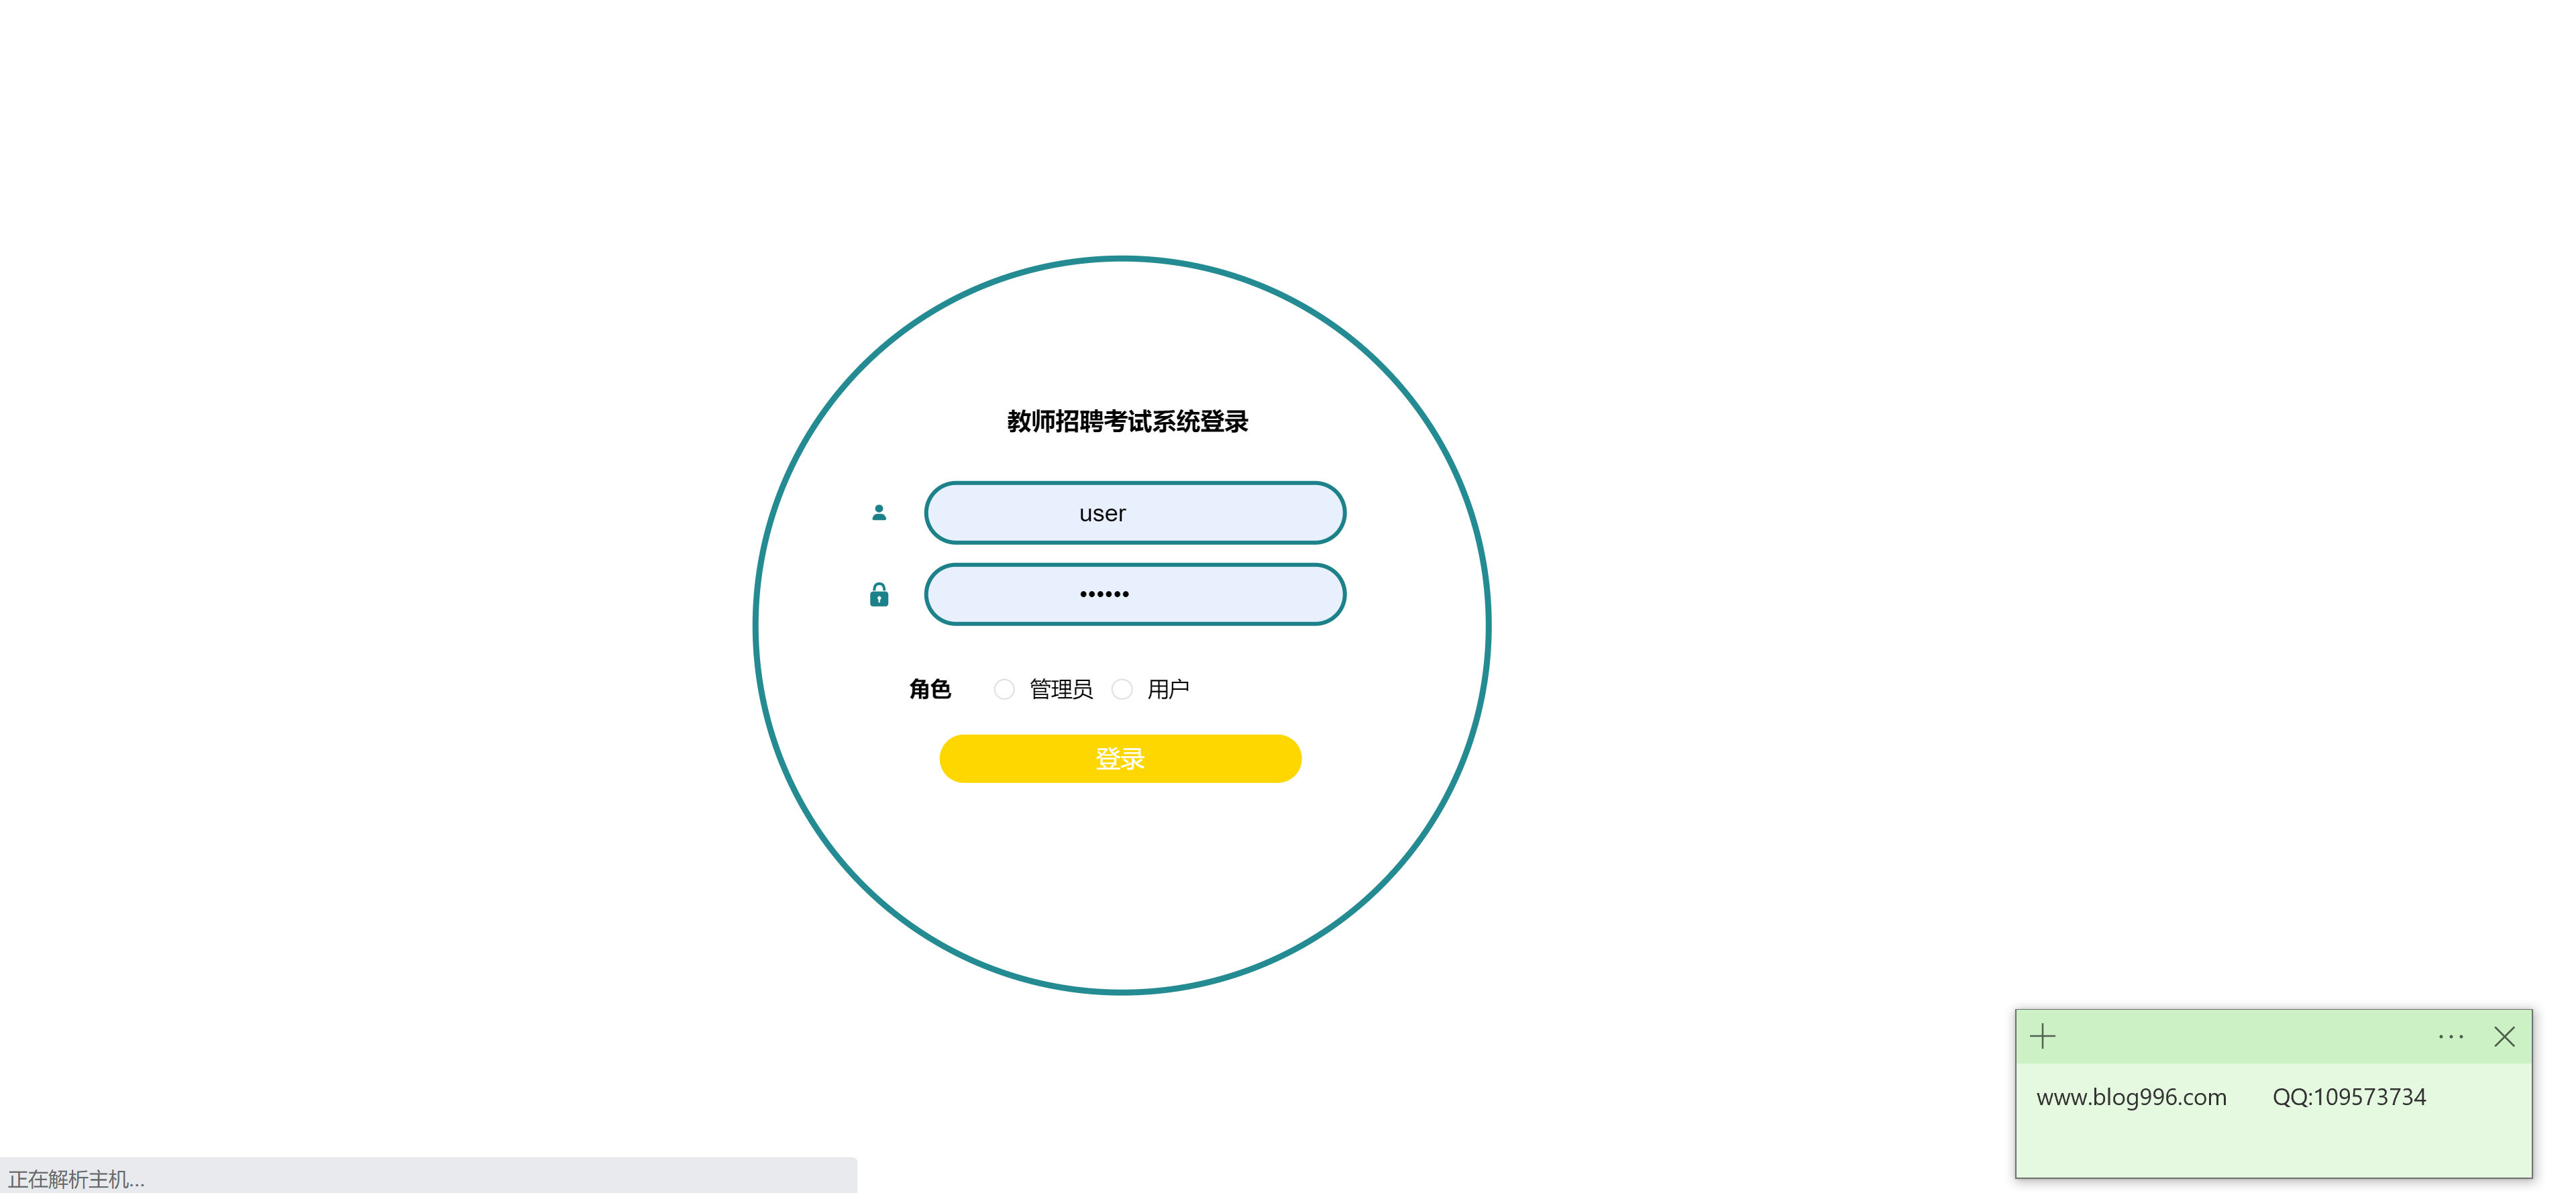 教师招聘考试系统登录
user
••••••
角色 管理员 用户
登录
www.blog996.com QQ:109573734
正在解析主机...